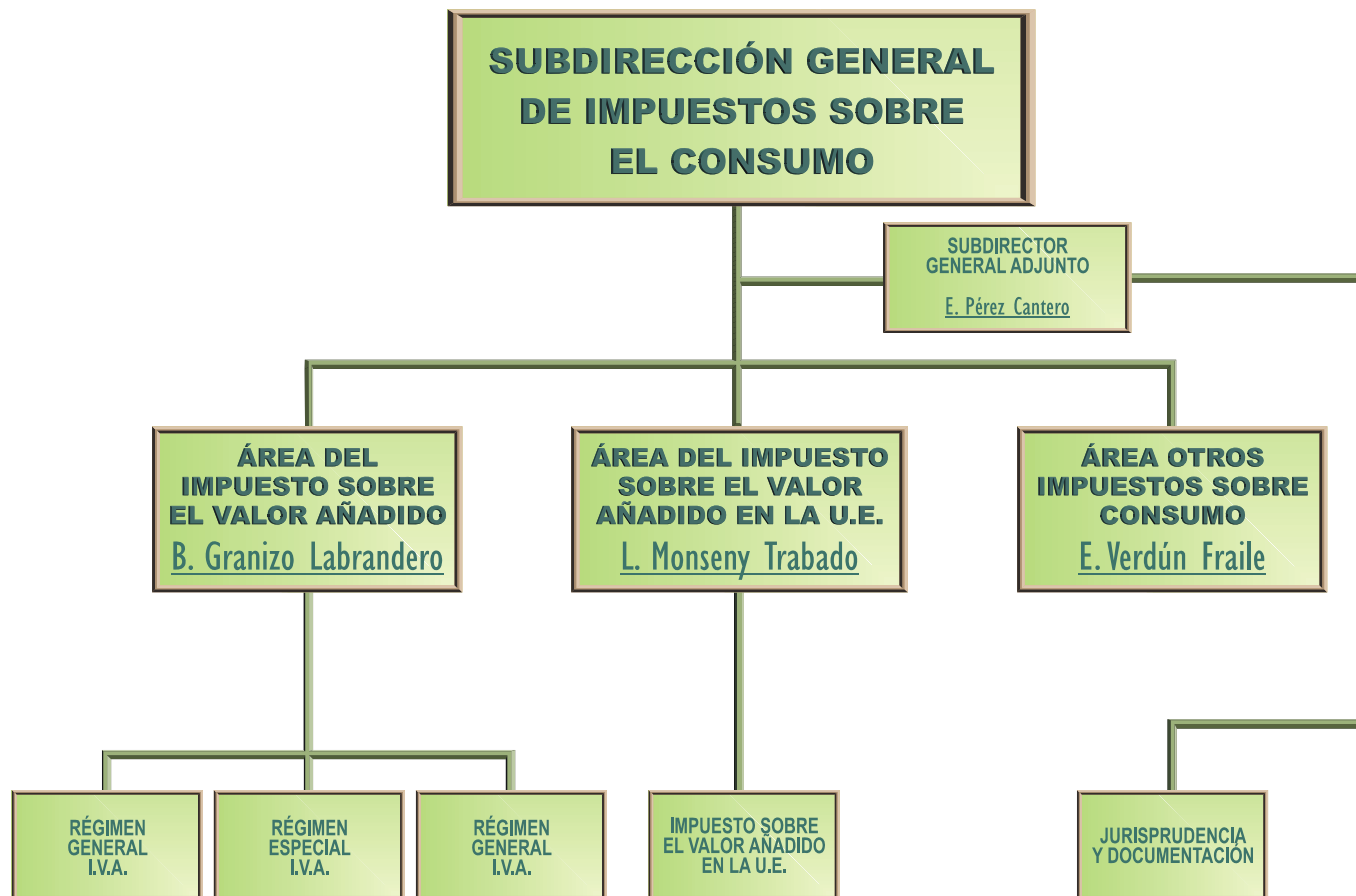 SUBDIRECCIÓN GENERAL
DE IMPUESTOS SOBRE
EL CONSUMO
SUBDIRECTOR
GENERAL ADJUNTO
E. Pérez Cantero
ÁREA DEL
IMPUESTO SOBRE
EL VALOR AÑADIDO
B. Granizo Labrandero
ÁREA DEL IMPUESTO
SOBRE EL VALOR
AÑADIDO EN LA U.E.
L. Monseny Trabado
ÁREA OTROS
IMPUESTOS SOBRE
CONSUMO
E. Verdún Fraile
RÉGIMEN
GENERAL
I.V.A.
RÉGIMEN
ESPECIAL
I.V.A.
RÉGIMEN
GENERAL
I.V.A.
IMPUESTO SOBRE
EL VALOR AÑADIDO
EN LA U.E.
JURISPRUDENCIA
Y DOCUMENTACIÓN